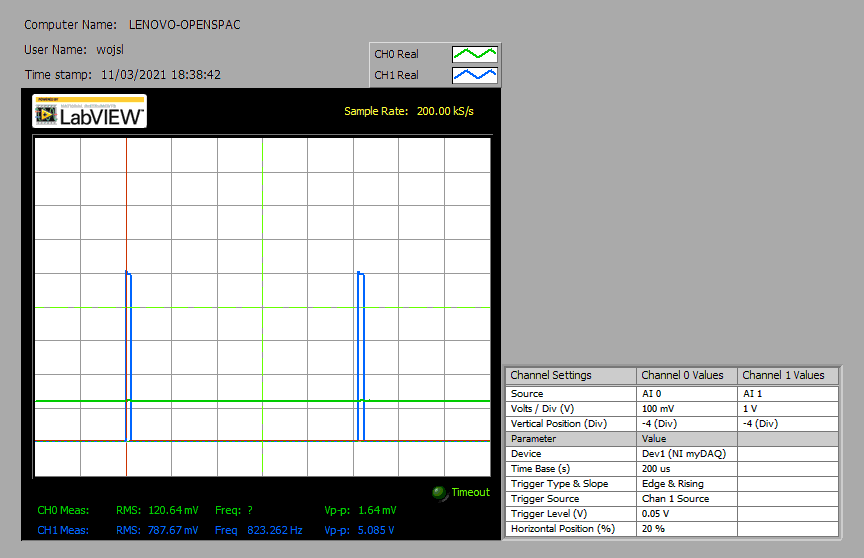 Computer Name: LENOVO-OPENSPAC
User Name: wojsl
Time stamp: 11/03/2021 18:38:42
CH0 Real
CH1 Real
POWERED BY
NATIONAL INSTRUMENTS
LabVIEW™
Sample Rate: 200.00 kS/s
Timeout
CH0 Meas: RMS: 120.64 mV Freq: ? Vp-p: 1.64 mV
CH1 Meas: RMS: 787.67 mV Freq 823.262 Hz Vp-p: 5.085 V
Channel Settings Channel 0 Values Channel 1 Values
Source AI 0 AI 1
Volts / Div (V) 100 mV 1 V
Vertical Position (Div) -4 (Div) -4 (Div)
Parameter Value
Device Dev1 (NI myDAQ)
Time Base (s) 200 us
Trigger Type & Slope Edge & Rising
Trigger Source Chan 1 Source
Trigger Level (V) 0.05 V
Horizontal Position (%) 20 %